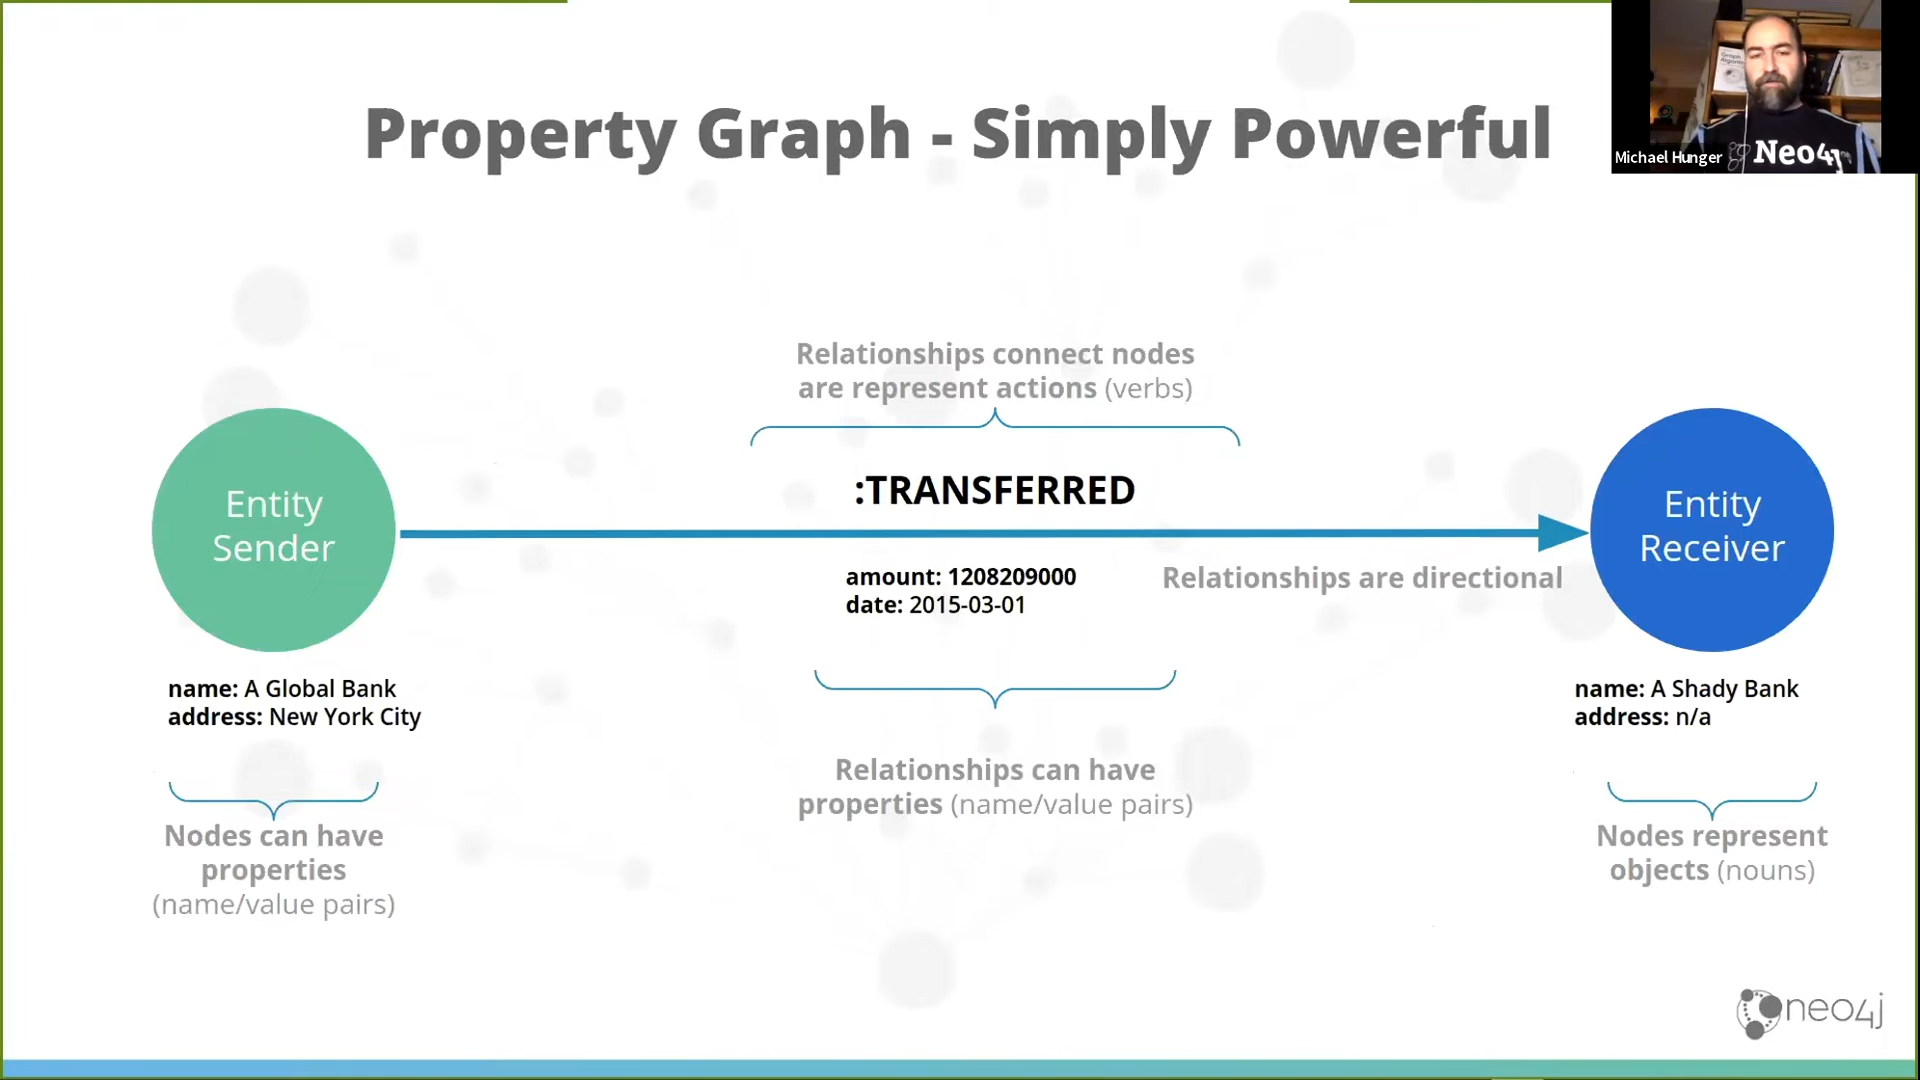 Property Graph - Simply Powerful
Graph
Michael Hunger
Neo4j
Relationships connect nodes
are represent actions (verbs)
:TRANSFERRED
Entity
Sender
Entity
Receiver
amount: 1208209000
date: 2015-03-01
Relationships are directional
name: A Global Bank
address: New York City
name: A Shady Bank
address: n/a
Relationships can have
properties (name/value pairs)
Nodes can have
properties
(name/value pairs)
Nodes represent
objects (nouns)
neo4j